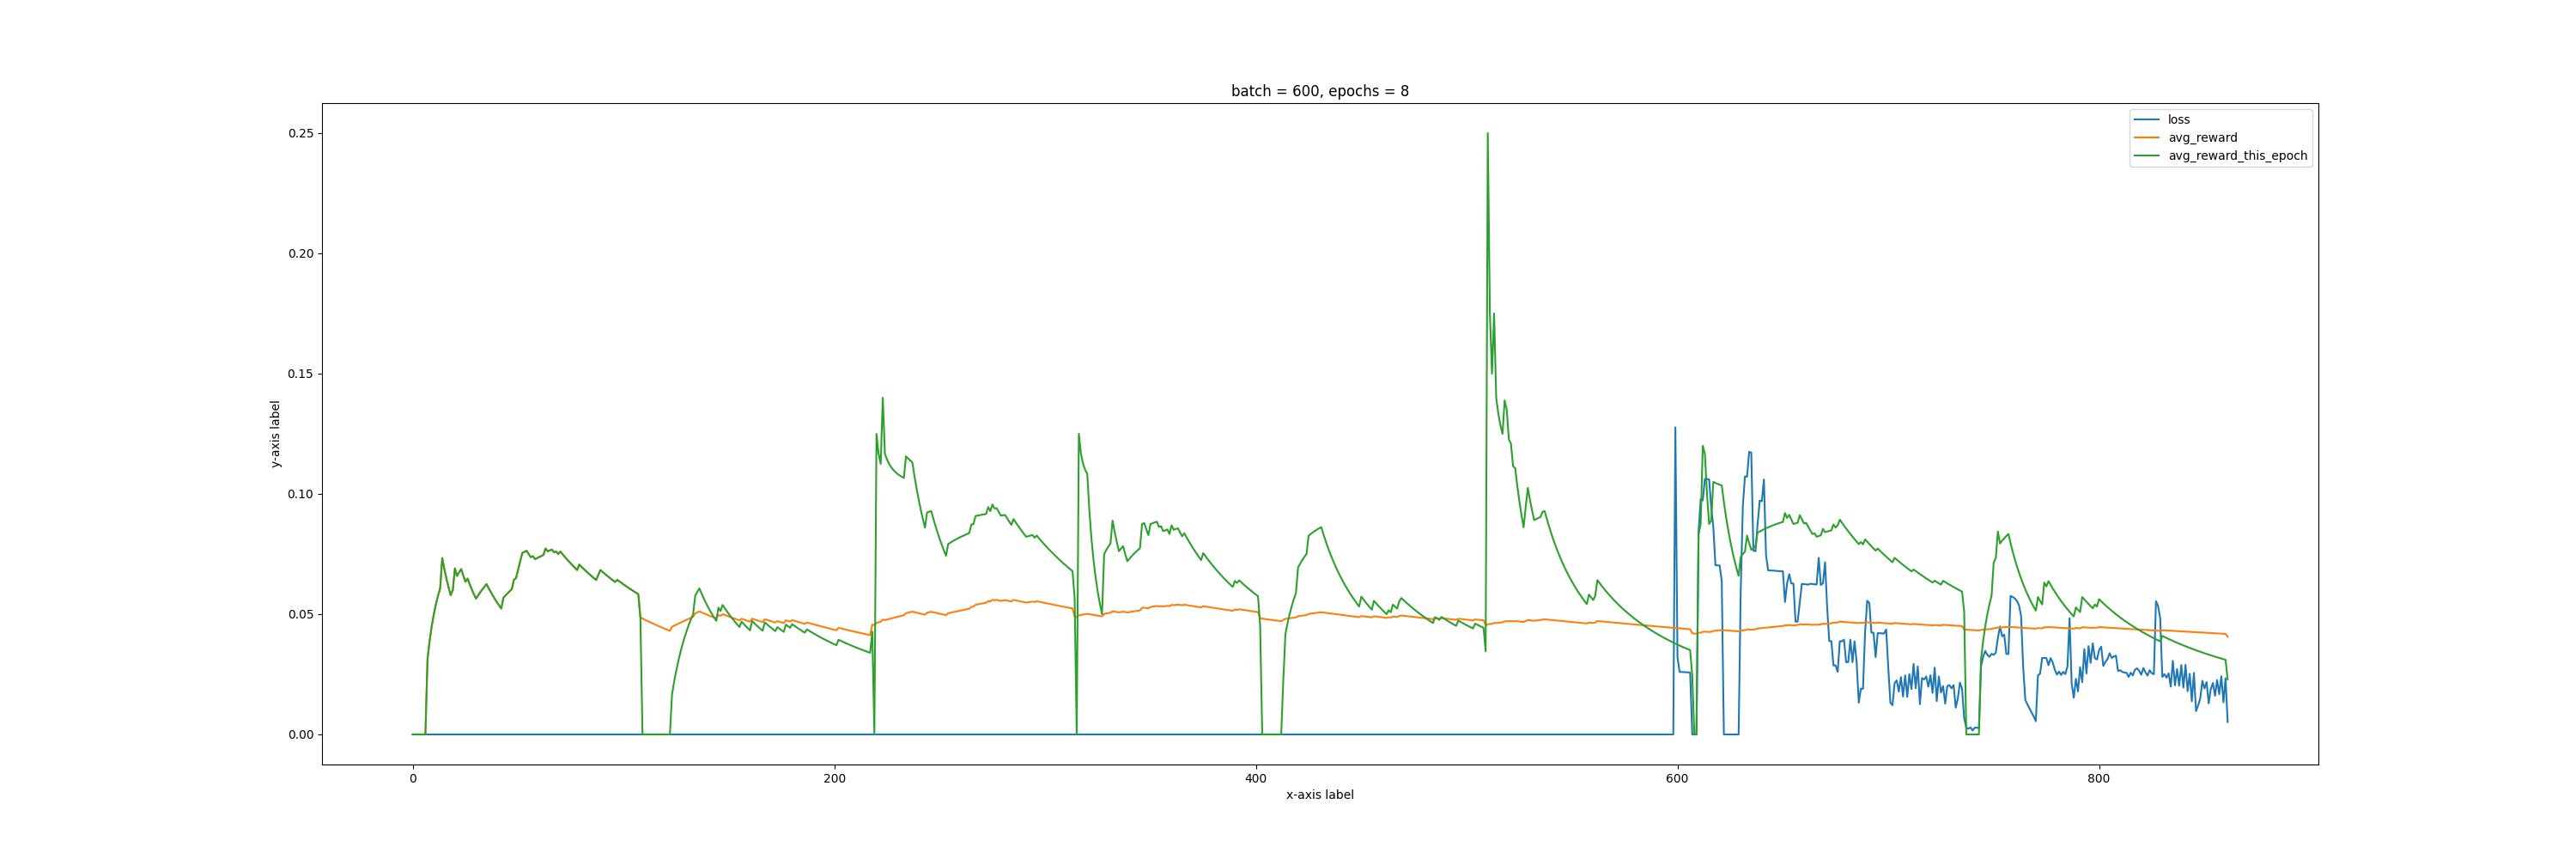 batch = 600, epochs = 8
loss
avg_reward
avg_reward_this_epoch
0.25
0.20
0.15
0.10
0.05
0.00
y-axis label
0 200 400 600 800
x-axis label